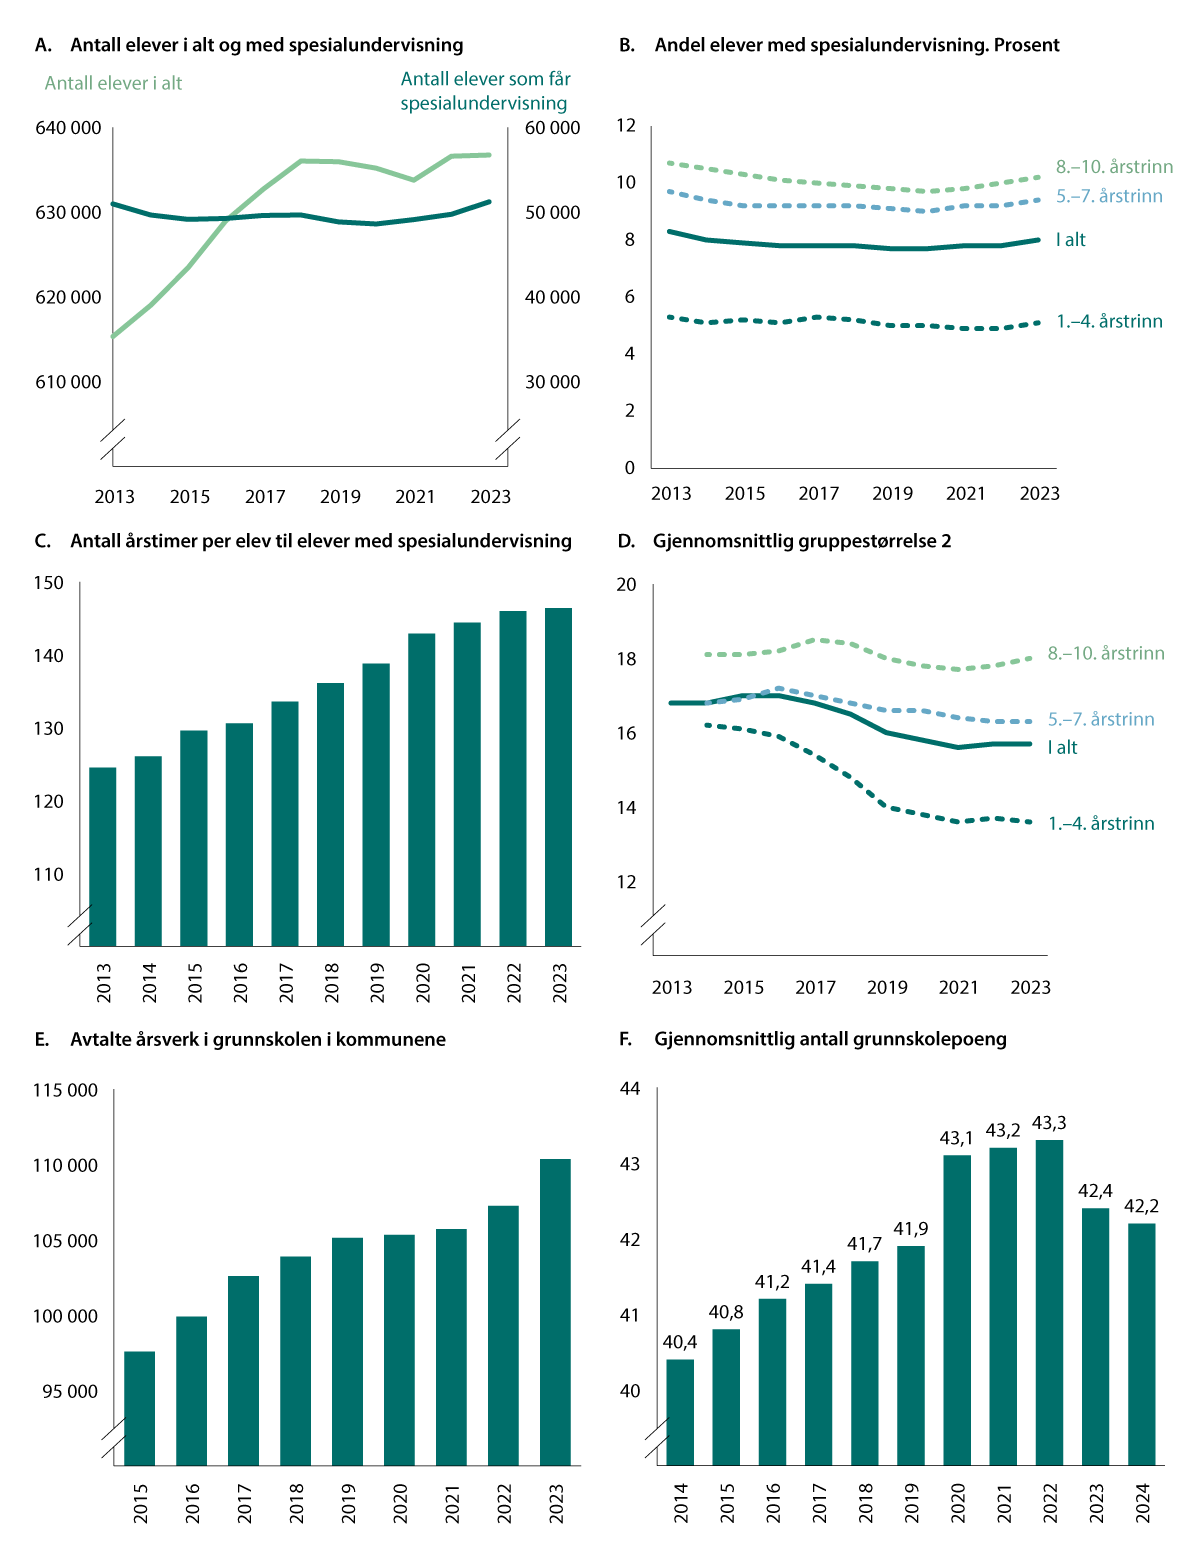 A. Antall elever i alt og med spesialundervisning
Antall elever i alt
Antall elever som får
spesialundervisning
640 000
630 000
620 000
610 000
60 000
50 000
40 000
30 000
2013 2015 2017 2019 2021 2023
B. Andel elever med spesialundervisning. Prosent
12
10
8
6
4
2
0
8.–10. årstrinn
5.–7. årstrinn
I alt
1.–4. årstrinn
2013 2015 2017 2019 2021 2023
C. Antall årstimer per elev til elever med spesialundervisning
150
140
130
120
110
2013 2014 2015 2016 2017 2018 2019 2020 2021 2022 2023
D. Gjennomsnittlig gruppestørrelse 2
20
18
16
14
12
8.–10. årstrinn
5.–7. årstrinn
I alt
1.–4. årstrinn
2013 2015 2017 2019 2021 2023
E. Avtalte årsverk i grunnskolen i kommunene
115 000
110 000
105 000
100 000
95 000
2015 2016 2017 2018 2019 2020 2021 2022 2023
F. Gjennomsnittlig antall grunnskolepoeng
44
43
42
41
40
40,4 40,8 41,2 41,4 41,7 41,9 43,1 43,2 43,3 42,4 42,2
2014 2015 2016 2017 2018 2019 2020 2021 2022 2023 2024